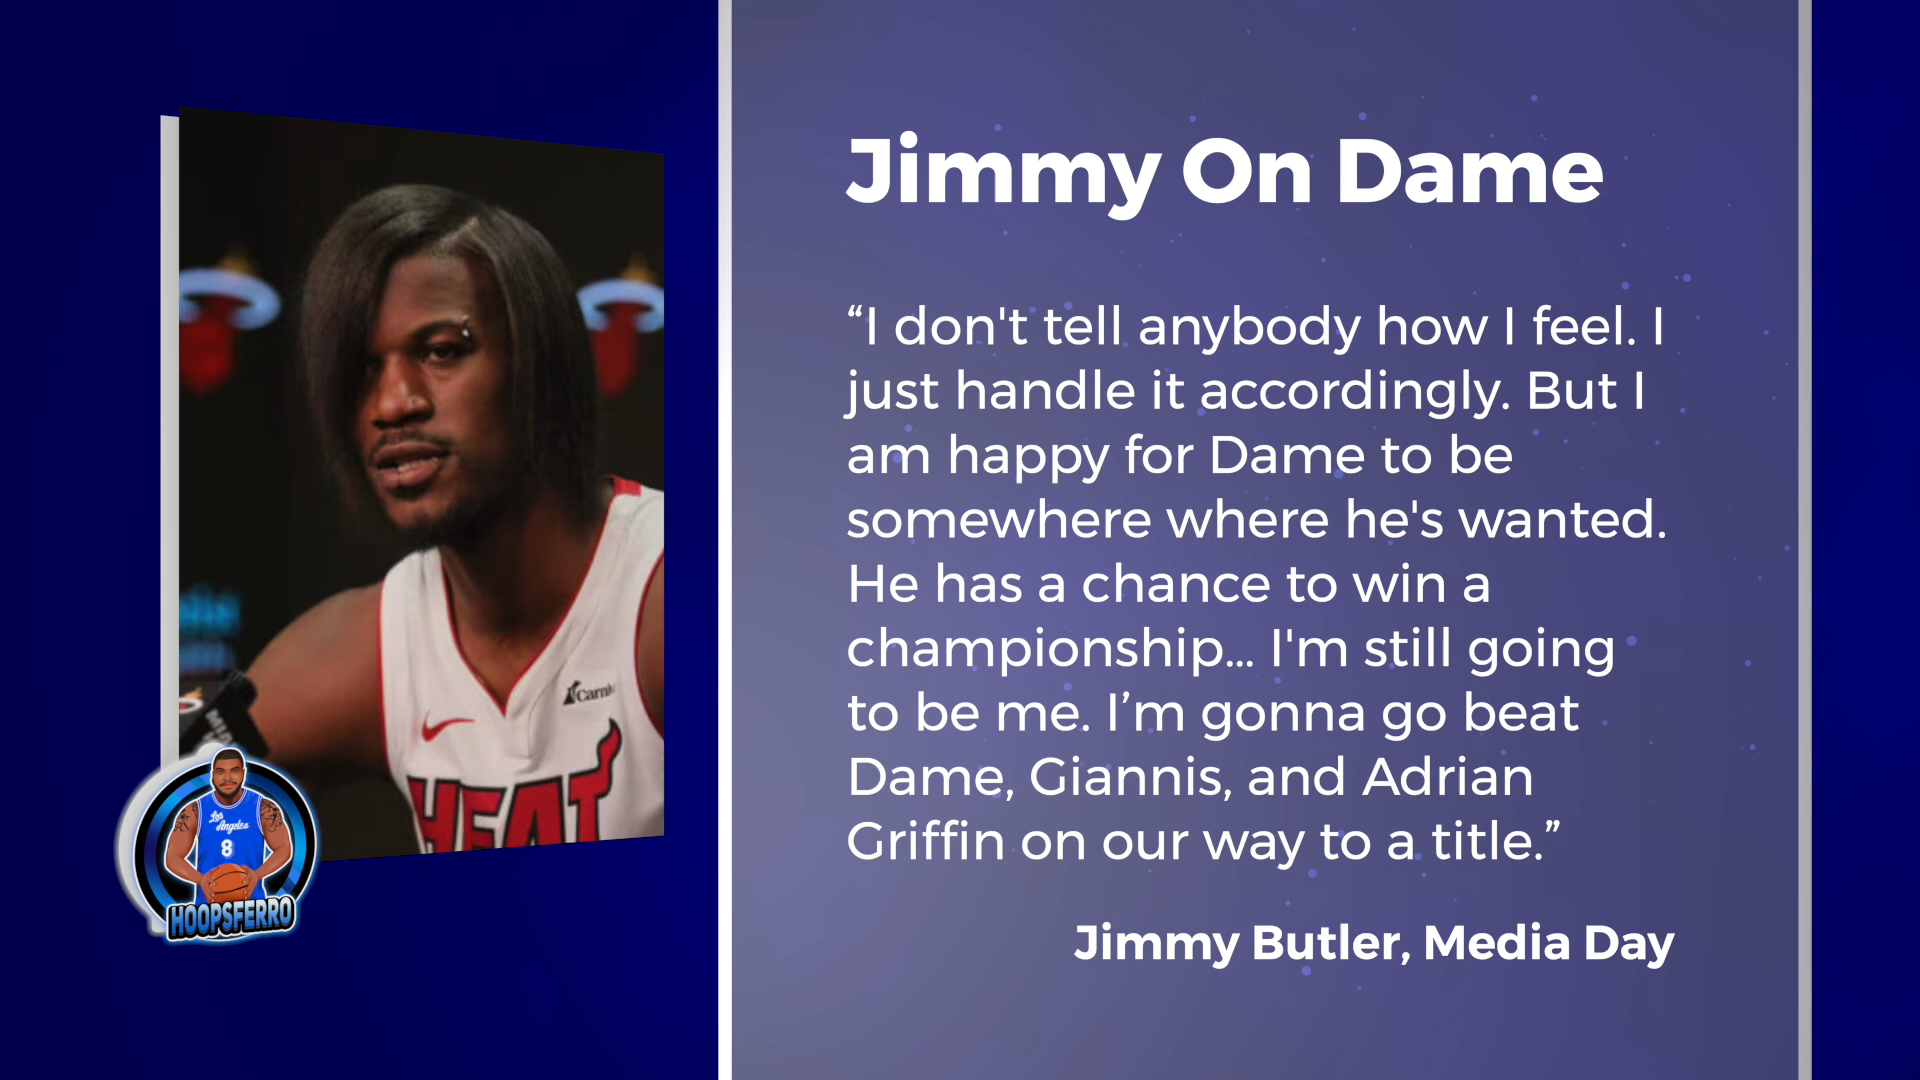 Jimmy On Dame
“I don't tell anybody how I feel. I
just handle it accordingly. But I
am happy for Dame to be
somewhere where he's wanted.
He has a chance to win a
championship... I'm still going
to be me. I’m gonna go beat
Dame, Giannis, and Adrian
Griffin on our way to a title.”
Jimmy Butler, Media Day
HEAT
Los
Angeles
8
HOOPSFERRO